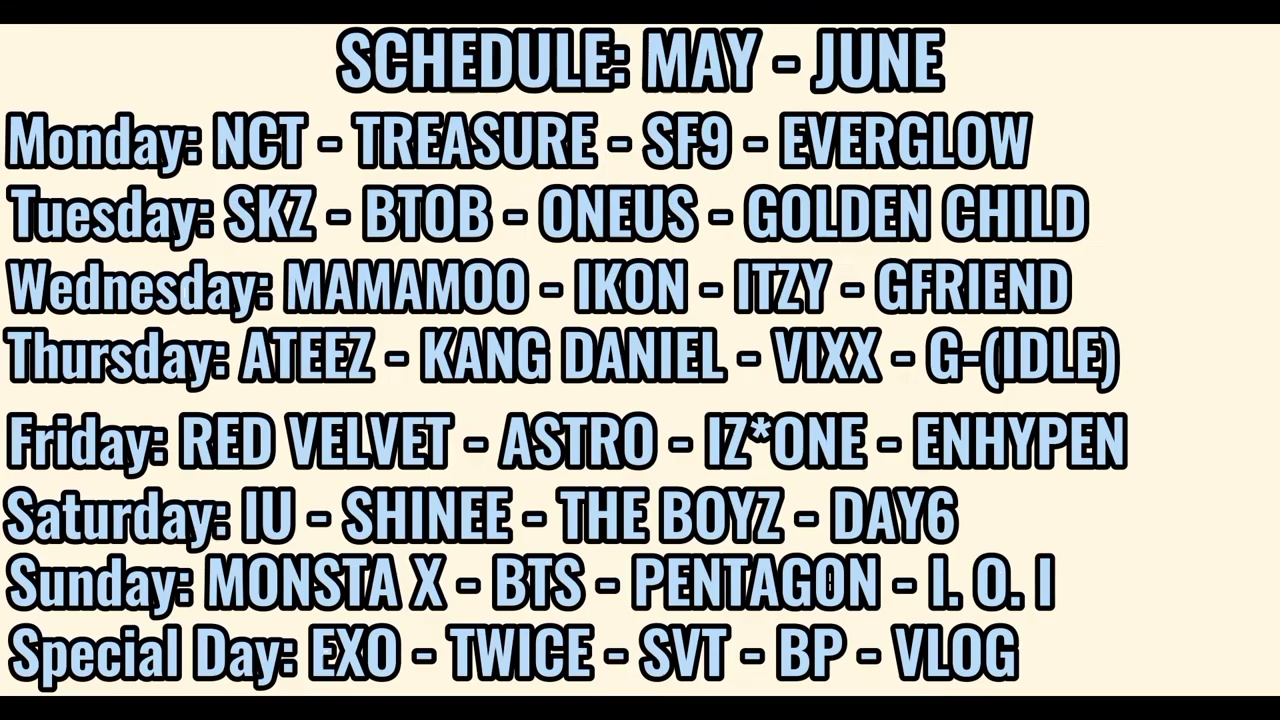 SCHEDULE: MAY - JUNE
Monday: NCT - TREASURE - SF9 - EVERGLOW
Tuesday: SKZ - BTOB - ONEUS - GOLDEN CHILD
Wednesday: MAMAMOO - IKON - ITZY - GFRIEND
Thursday: ATEEZ - KANG DANIEL - VIXX - G-(IDLE)
Friday: RED VELVET - ASTRO - IZ*ONE - ENHYPEN
Saturday: IU - SHINEE - THE BOYZ - DAY6
Sunday: MONSTA X - BTS - PENTAGON - I. O. I
Special Day: EXO - TWICE - SVT - BP - VLOG